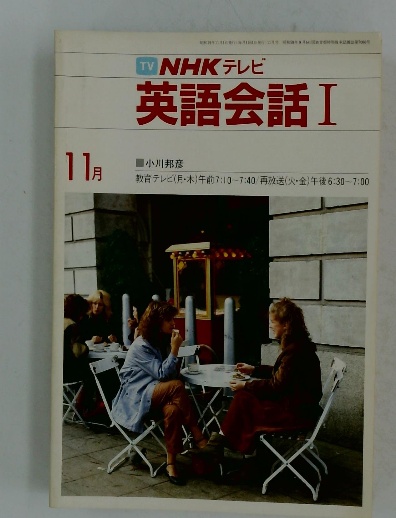 TV NHKテレビ
英語会話 I
11月
■小川邦彦
教育テレビ(月・木)午前7:10－7:40/再放送(火・金)午後6:30－7:00